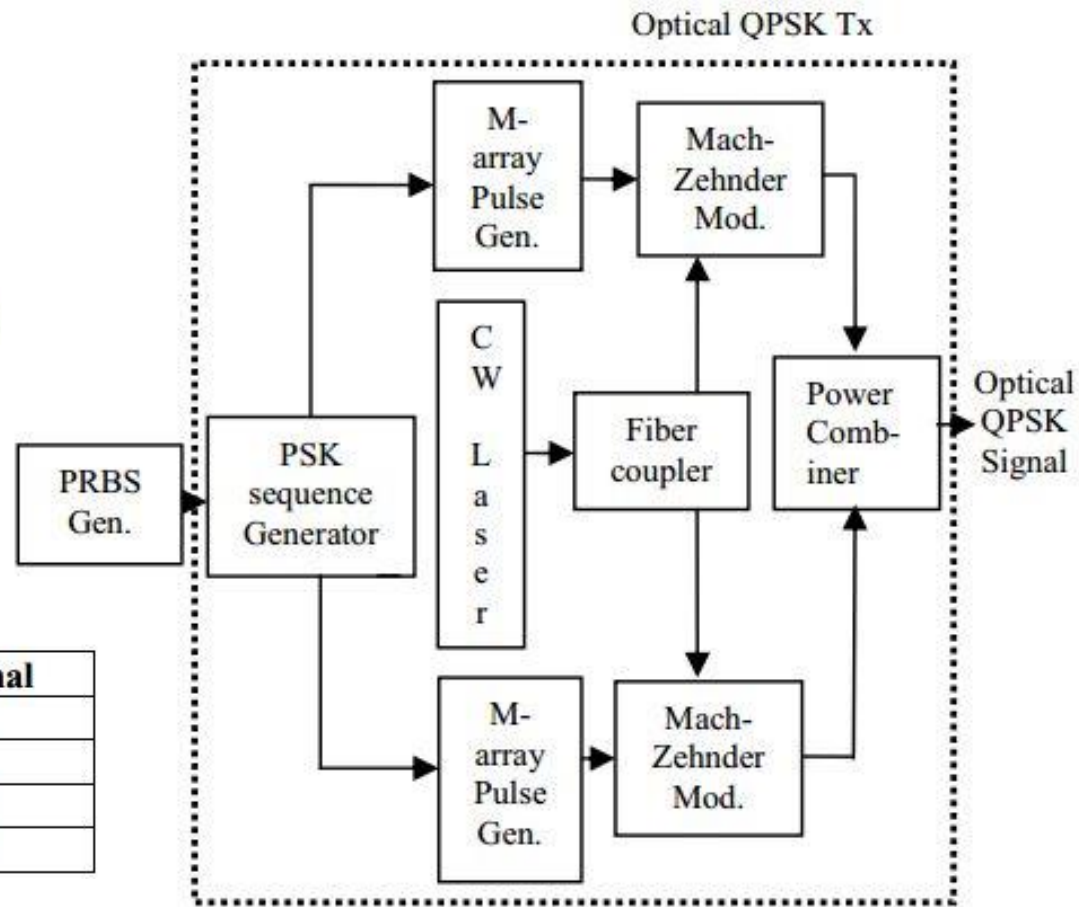 Optical QPSK Tx
M-
array
Pulse
Gen.
Mach-
Zehnder
Mod.
C
W
L
a
s
e
r
Fiber
coupler
Power
Comb-
iner
Optical
QPSK
Signal
PRBS
Gen.
PSK
sequence
Generator
M-
array
Pulse
Gen.
Mach-
Zehnder
Mod.